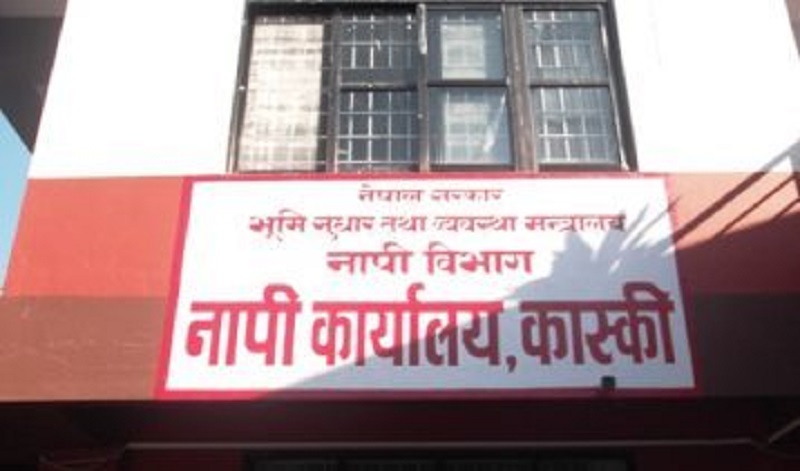 नेपाल सरकार
भूमि सुधार तथा व्यवस्था मन्त्रालय
नापी विभाग
नापी कार्यालय, कास्की